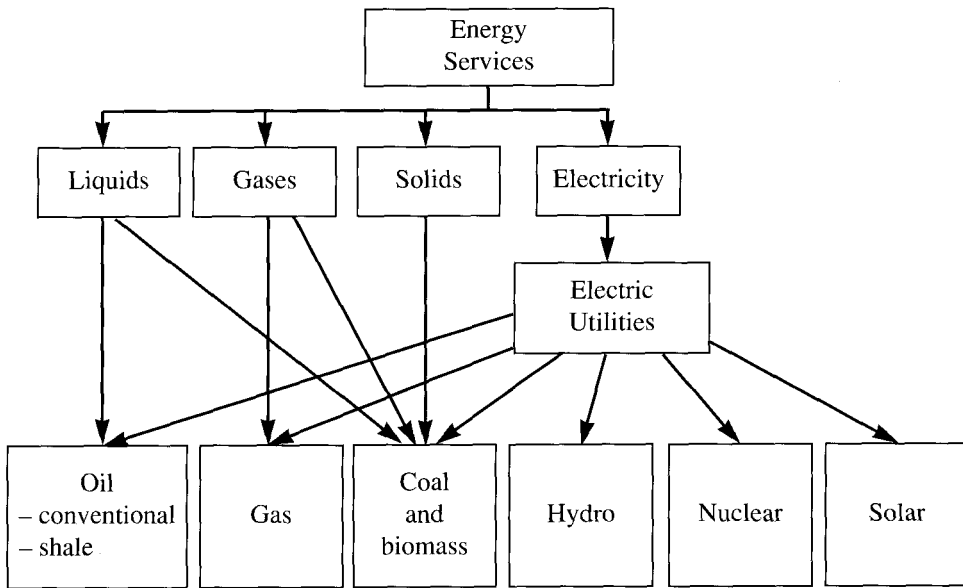 Energy
Services
Liquids
Gases
Solids
Electricity
Electric
Utilities
Oil
– conventional
– shale
Gas
Coal
and
biomass
Hydro
Nuclear
Solar